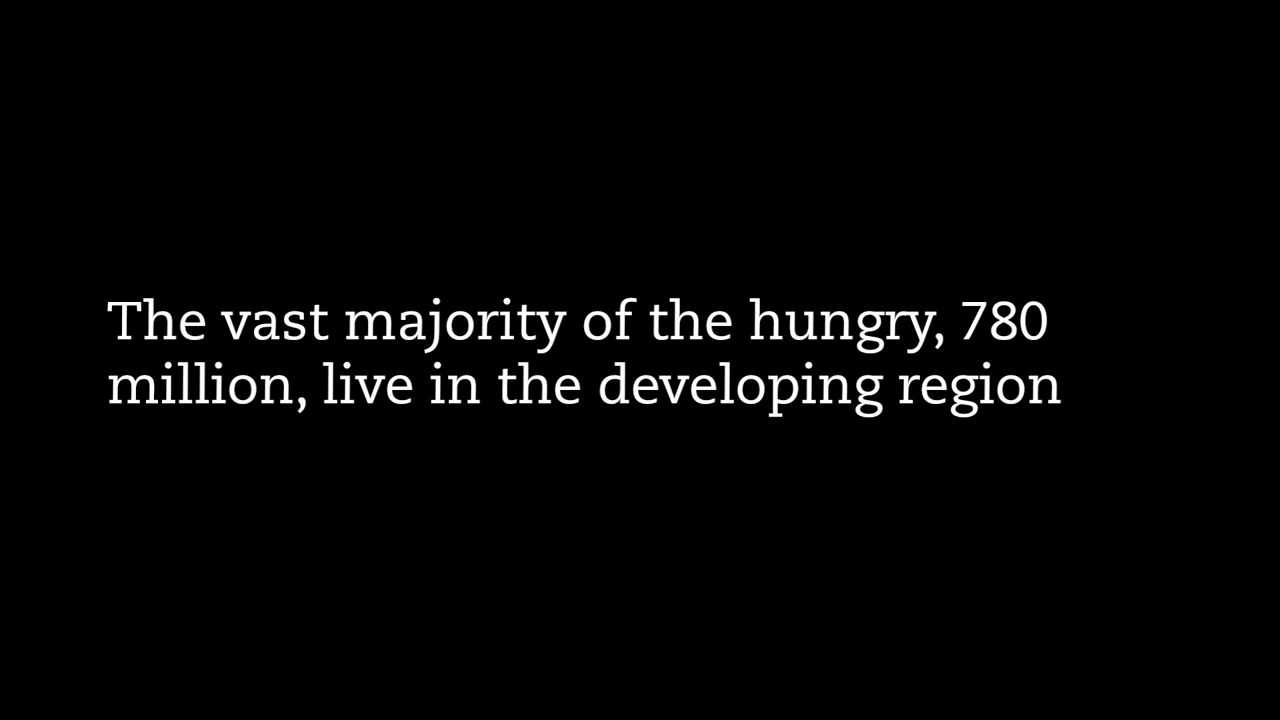 The vast majority of the hungry, 780
million, live in the developing region